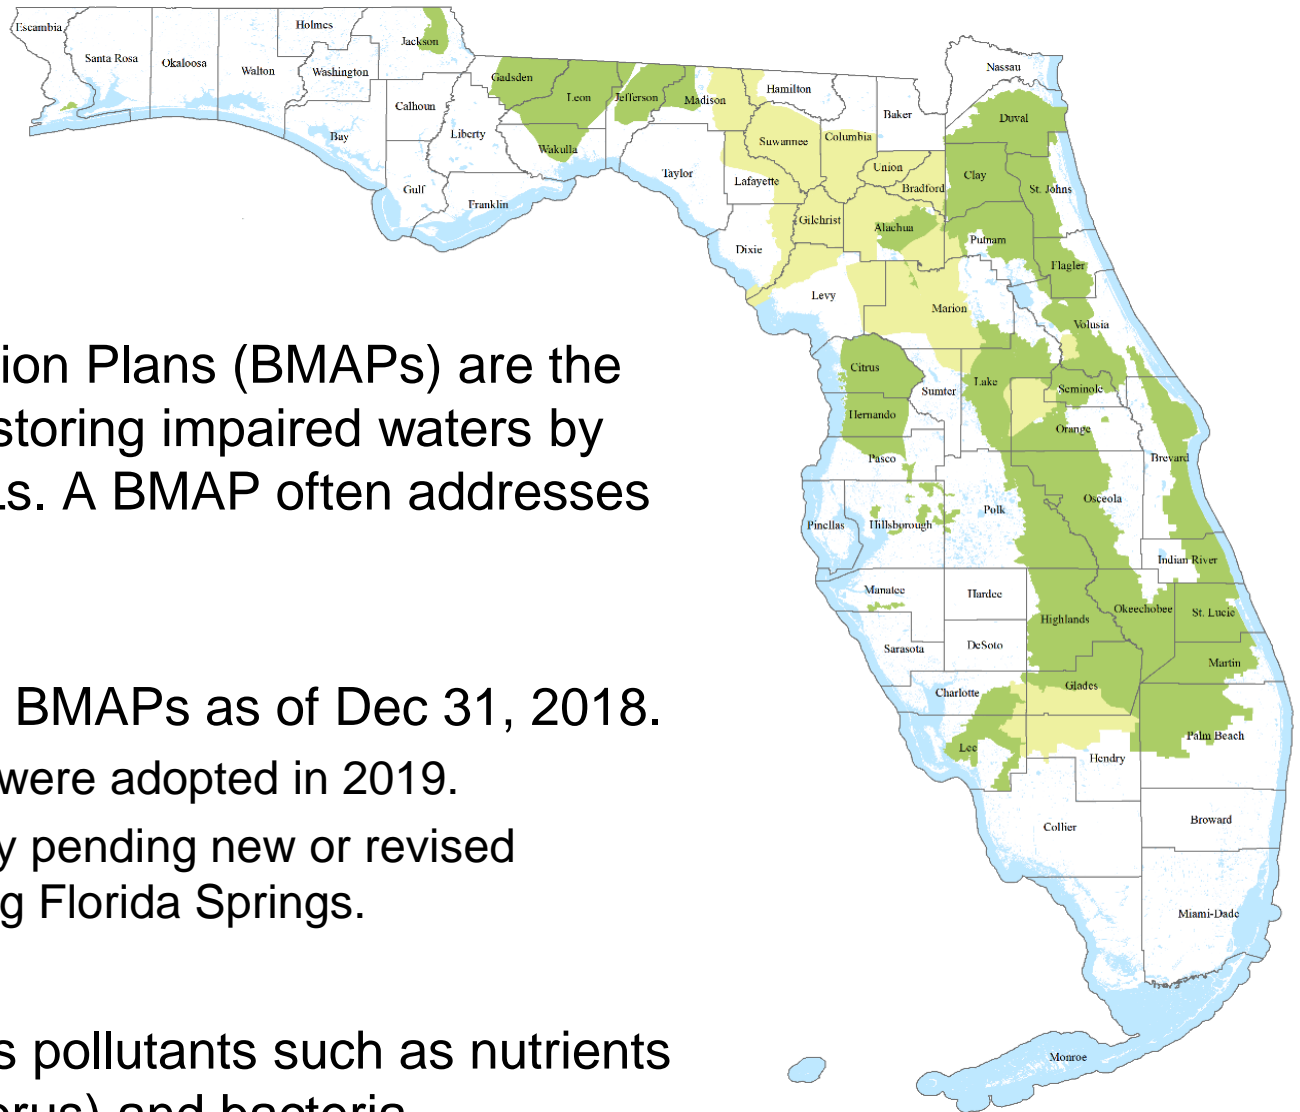 Escambia
Santa Rosa
Okaloosa
Walton
Holmes
Washington
Jackson
Bay
Calhoun
Gulf
Liberty
Franklin
Gadsden
Leon
Wakulla
Jefferson
Madison
Taylor
Hamilton
Suwannee
Lafayette
Dixie
Columbia
Baker
Nassau
Duval
Union
Bradford
Clay
St. Johns
Gilchrist
Alachua
Putnam
Flagler
Levy
Marion
Volusia
Citrus
Hernando
Sumter
Lake
Seminole
Orange
Pasco
Brevard
Pinellas
Hillsborough
Polk
Osceola
Indian River
Manatee
Hardee
Highlands
Okeechobee
St. Lucie
Sarasota
DeSoto
Martin
Charlotte
Glades
Lee
Hendry
Palm Beach
Collier
Broward
Miami-Dade
Monroe
ion Plans (BMAPs) are the
storing impaired waters by
s. A BMAP often addresses
BMAPs as of Dec 31, 2018.
were adopted in 2019.
y pending new or revised
g Florida Springs.
s pollutants such as nutrients
orus) and bacteria